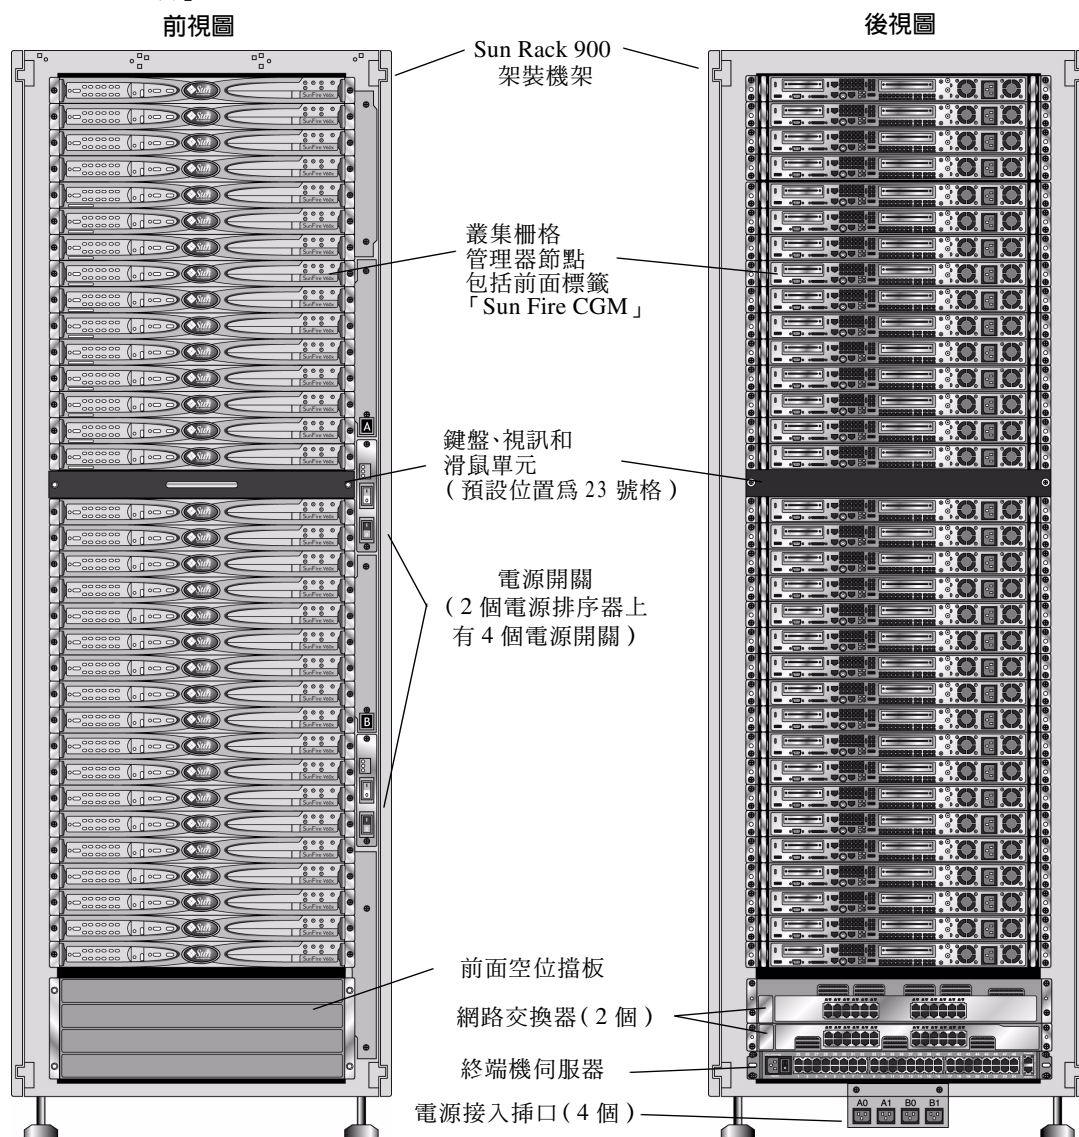 前視圖
後視圖
Sun Rack 900
架裝機架
叢集柵格
管理器節點
包括前面標籤
「Sun Fire CGM」
鍵盤、視訊和
滑鼠單元
(預設位置為 23 號格)
電源開關
(2 個電源排序器上
有 4 個電源開關)
A
B
前面空位擋板
網路交換器(2 個)
終端機伺服器
電源接入插口(4 個)
A0 A1 B0 B1
Sun
SunFire V60x